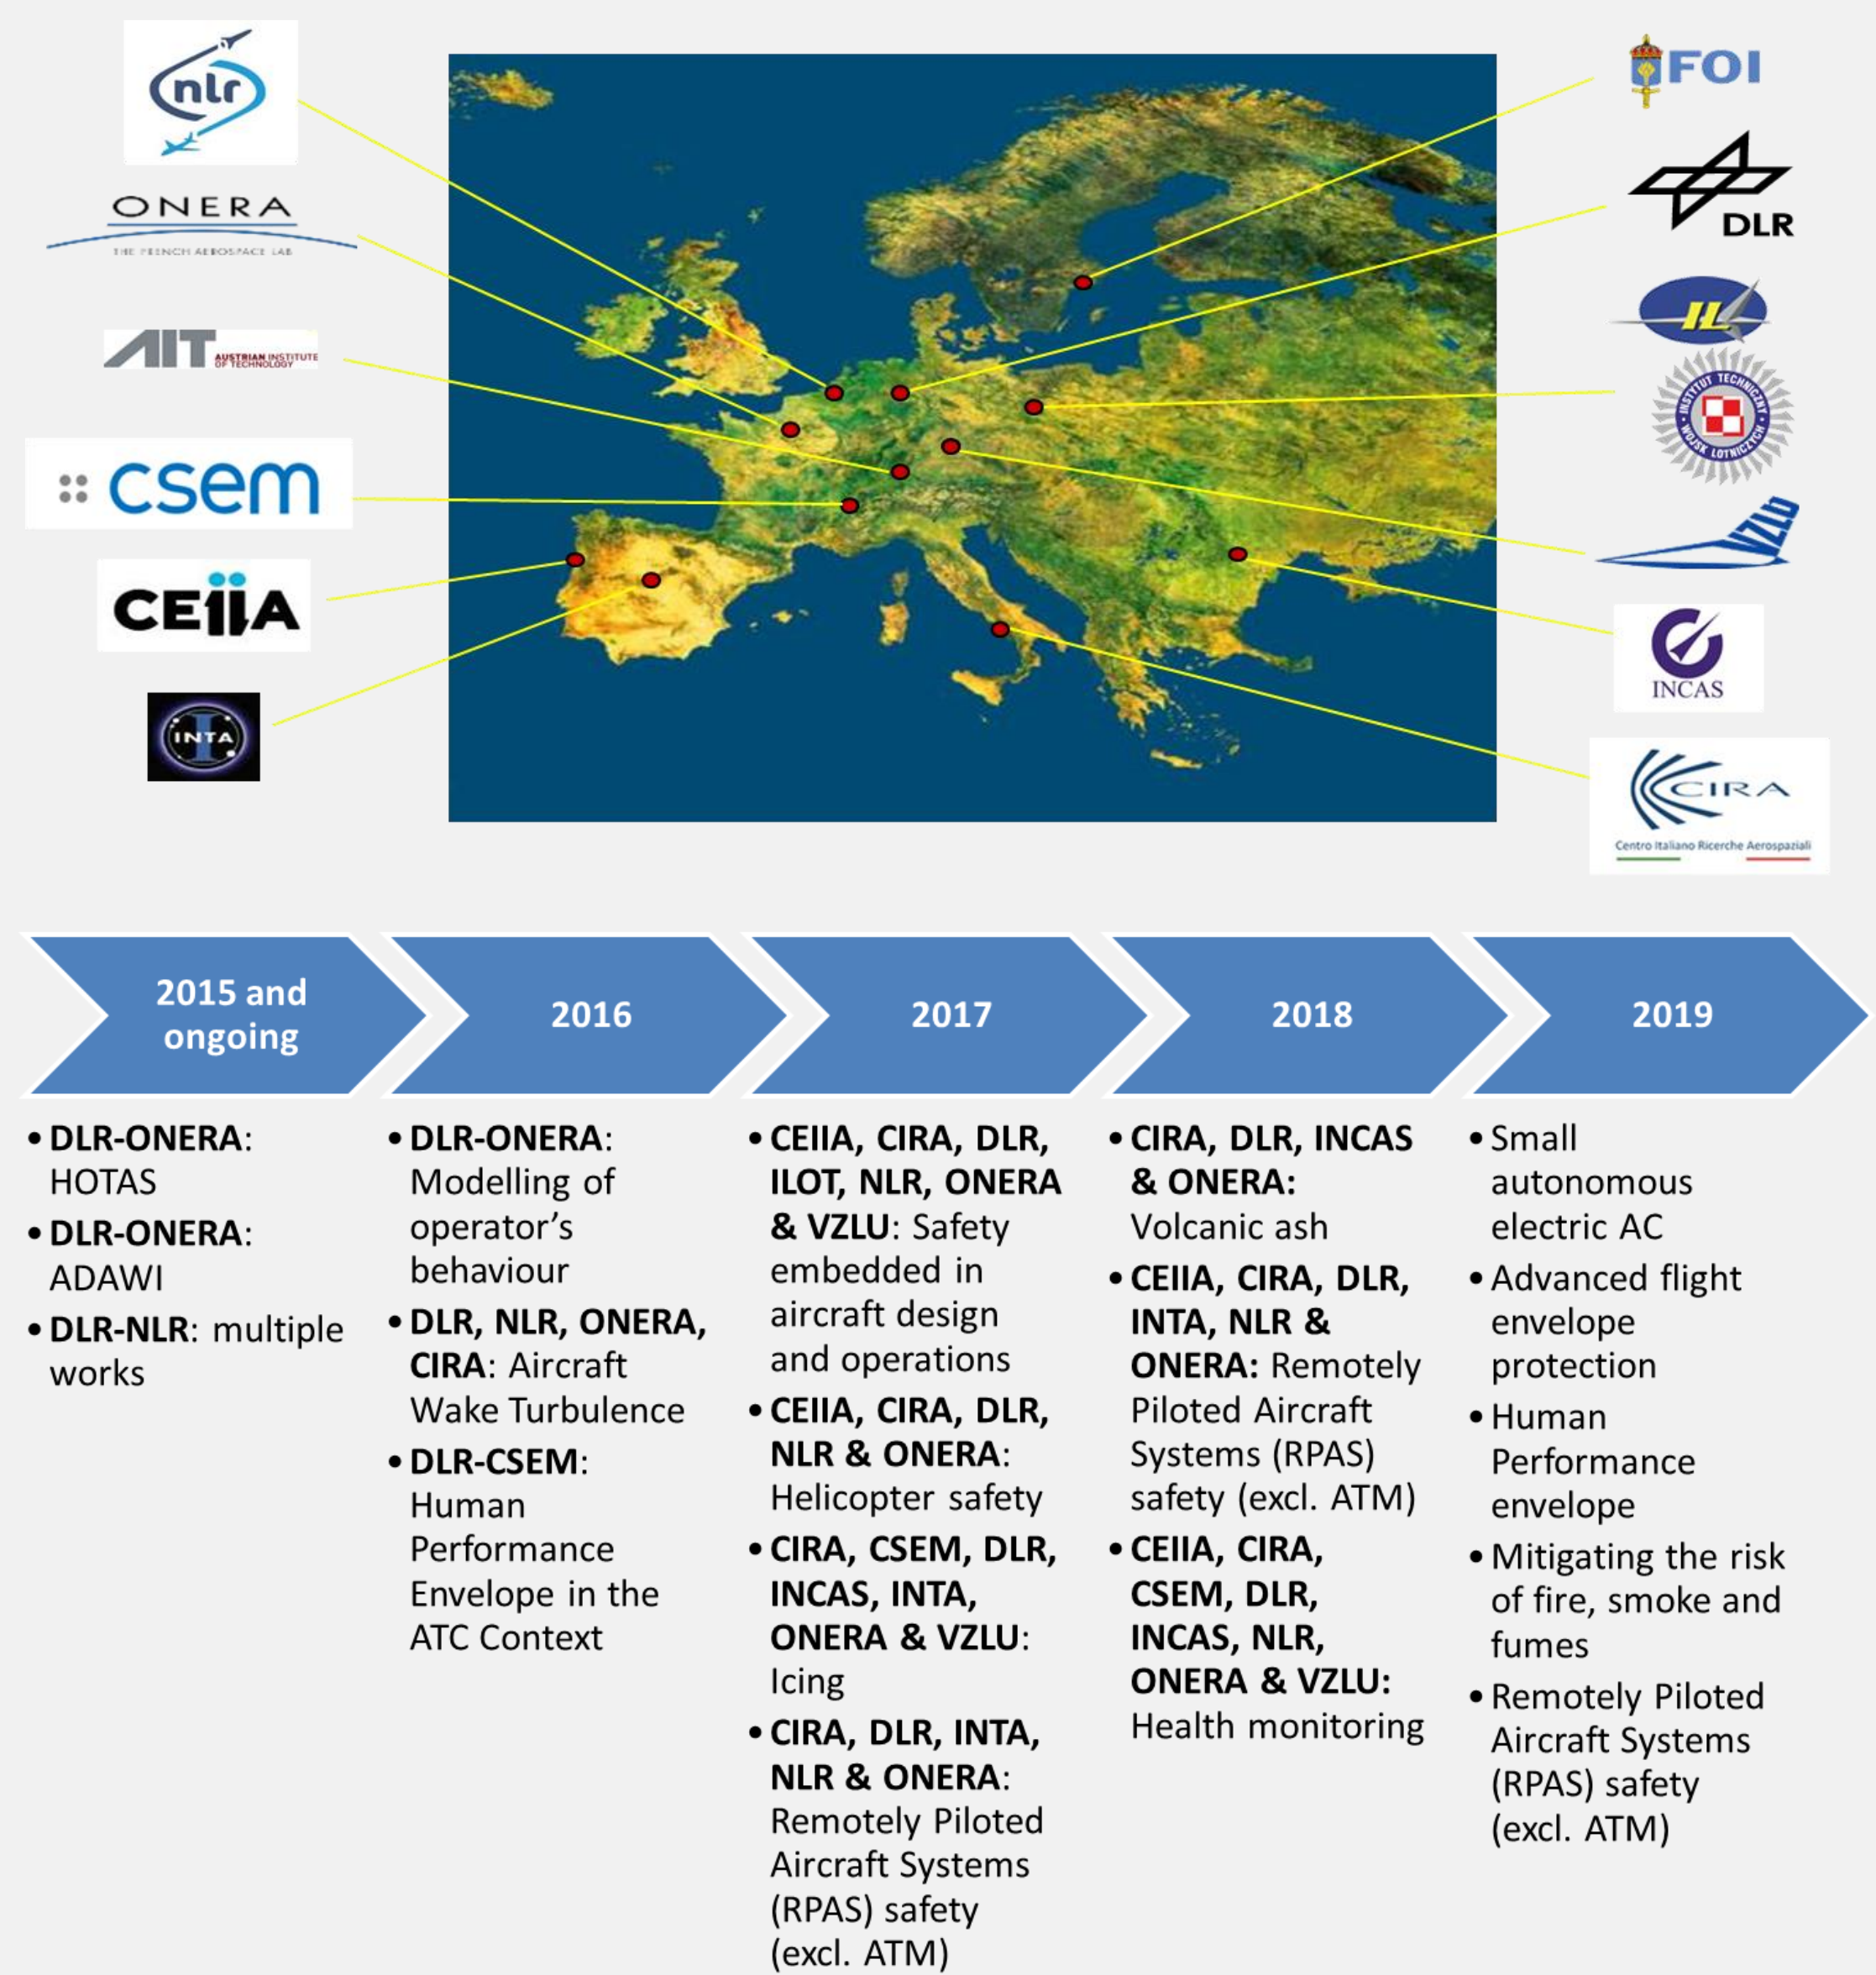 nlr
ONERA
THE FRENCH AEROSPACE LAB
AIT AUSTRIAN INSTITUTE
OF TECHNOLOGY
csem
CEiiA
INTA
FOI
DLR
IL
INSTYTUT TECHNICZNY
WOJSK LOTNICZYCH
VZLÚ
INCAS
CIRA
Centro Italiano Ricerche Aerospaziali
2015 and
ongoing
• DLR-ONERA:
HOTAS
• DLR-ONERA:
ADAWI
• DLR-NLR: multiple
works
2016
• DLR-ONERA:
Modelling of
operator's
behaviour
• DLR, NLR, ONERA,
CIRA: Aircraft
Wake Turbulence
• DLR-CSEM:
Human
Performance
Envelope in the
ATC Context
2017
• CEIIA, CIRA, DLR,
ILOT, NLR, ONERA
& VZLU: Safety
embedded in
aircraft design
and operations
• CEIIA, CIRA, DLR,
NLR & ONERA:
Helicopter safety
• CIRA, CSEM, DLR,
INCAS, INTA,
ONERA & VZLU:
Icing
• CIRA, DLR, INTA,
NLR & ONERA:
Remotely Piloted
Aircraft Systems
(RPAS) safety
(excl. ATM)
2018
• CIRA, DLR, INCAS
& ONERA:
Volcanic ash
• CEIIA, CIRA, DLR,
INTA, NLR &
ONERA: Remotely
Piloted Aircraft
Systems (RPAS)
safety (excl. ATM)
• CEIIA, CIRA,
CSEM, DLR,
INCAS, NLR,
ONERA & VZLU:
Health monitoring
2019
• Small
autonomous
electric AC
• Advanced flight
envelope
protection
• Human
Performance
envelope
• Mitigating the risk
of fire, smoke and
fumes
• Remotely Piloted
Aircraft Systems
(RPAS) safety
(excl. ATM)